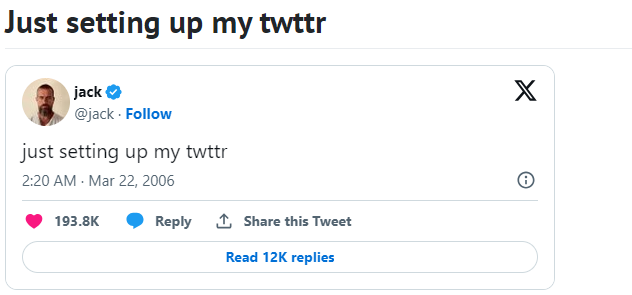 Just setting up my twttr
jack
@jack · Follow
just setting up my twttr
2:20 AM · Mar 22, 2006
193.8K Reply Share this Tweet
Read 12K replies